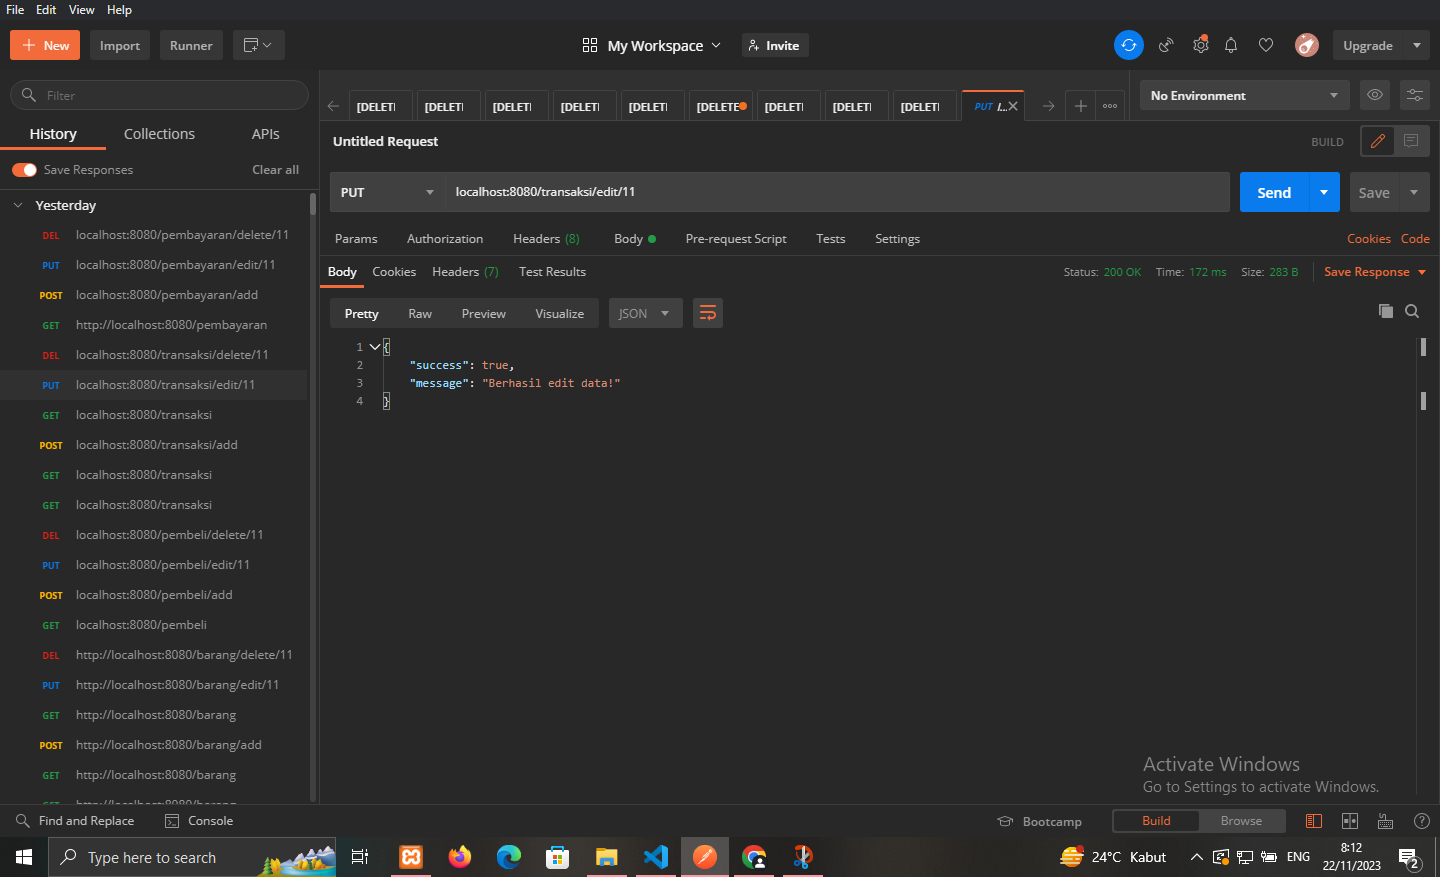 File Edit View Help
New Import Runner My Workspace Invite Upgrade
Filter
History Collections APIs
Save Responses Clear all
Yesterday
DEL localhost:8080/pembayaran/delete/11
PUT localhost:8080/pembayaran/edit/11
POST localhost:8080/pembayaran/add
GET http://localhost:8080/pembayaran
DEL localhost:8080/transaksi/delete/11
PUT localhost:8080/transaksi/edit/11
GET localhost:8080/transaksi
POST localhost:8080/transaksi/add
GET localhost:8080/transaksi
GET localhost:8080/transaksi
DEL localhost:8080/pembeli/delete/11
PUT localhost:8080/pembeli/edit/11
POST localhost:8080/pembeli/add
GET localhost:8080/pembeli
DEL http://localhost:8080/barang/delete/11
PUT http://localhost:8080/barang/edit/11
GET http://localhost:8080/barang
POST http://localhost:8080/barang/add
GET http://localhost:8080/barang
GET http://localhost:8080/barang
[DELETI [DELETI [DELETI [DELETI [DELETI [DELETE [DELETI [DELETI [DELETI PUT l...
No Environment
Untitled Request BUILD
PUT localhost:8080/transaksi/edit/11 Send Save
Params Authorization Headers (8) Body Pre-request Script Tests Settings Cookies Code
Body Cookies Headers (7) Test Results Status: 200 OK Time: 172 ms Size: 283 B Save Response
Pretty Raw Preview Visualize JSON
1 {
2 "success": true,
3 "message": "Berhasil edit data!"
4 }
Activate Windows
Go to Settings to activate Windows.
Find and Replace Console Bootcamp Build Browse
Type here to search 24°C Kabut ENG 8:12
22/11/2023 2